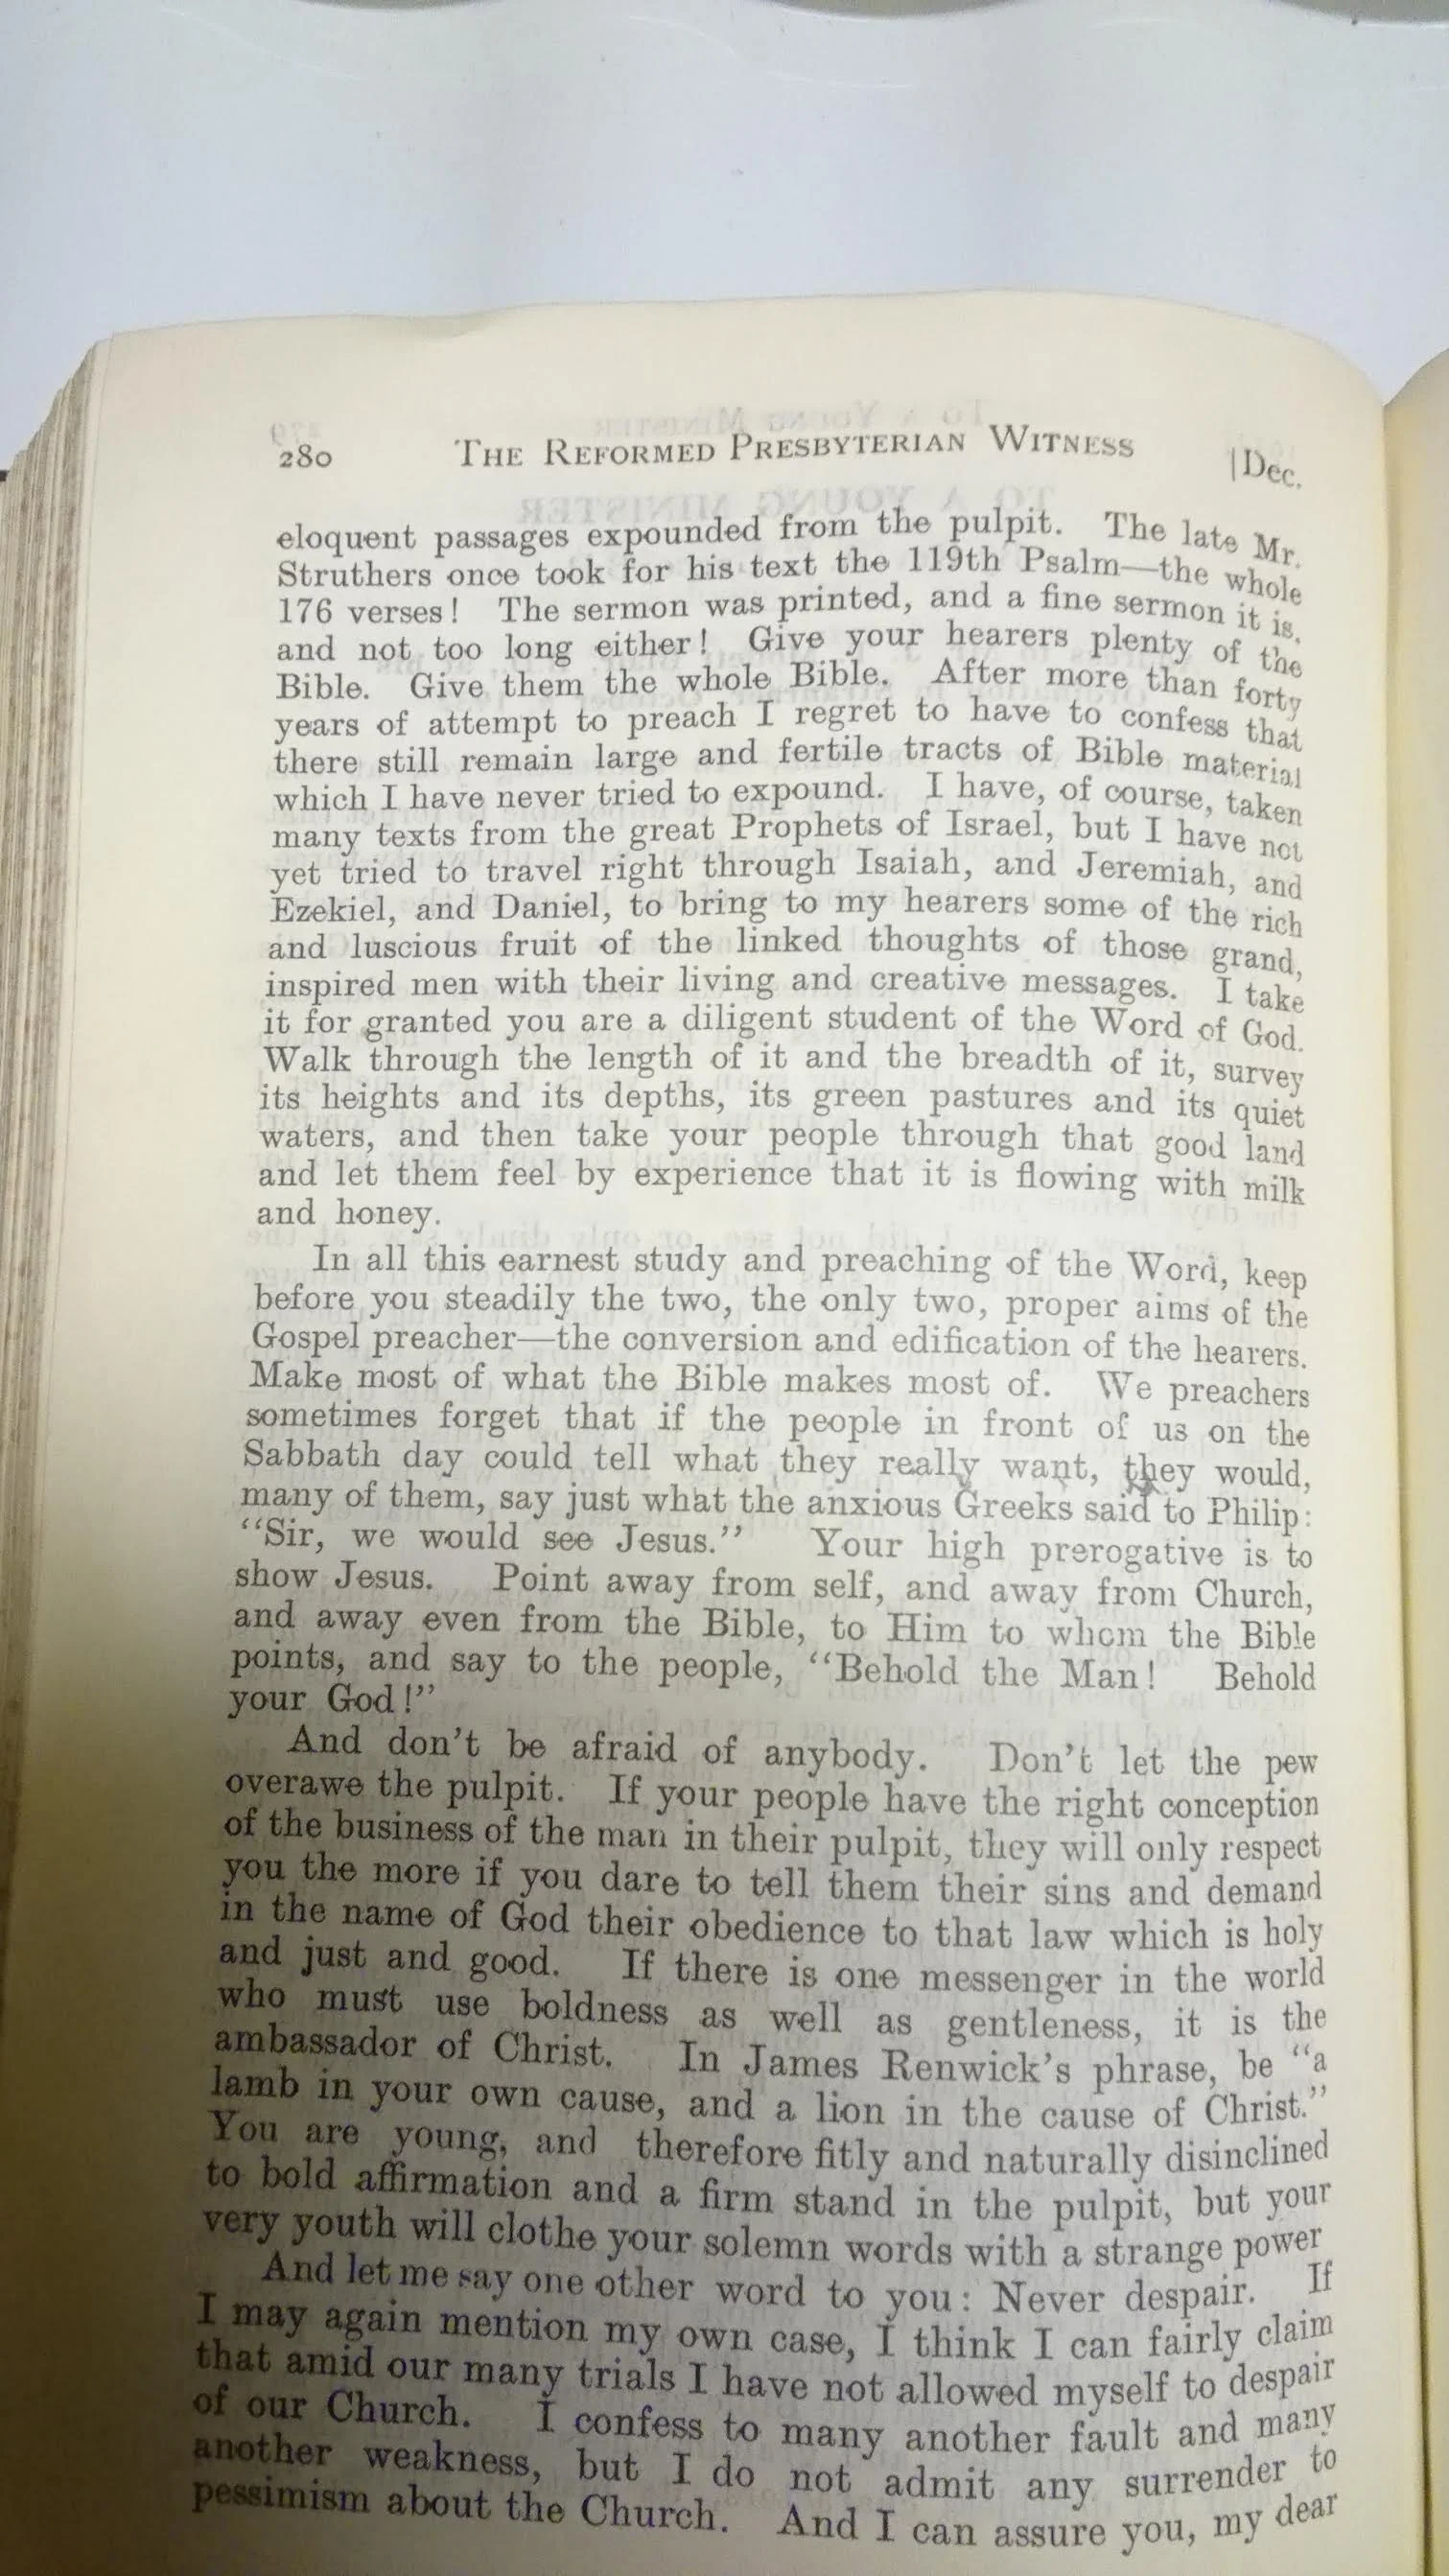 280 THE REFORMED PRESBYTERIAN WITNESS |Dec.
eloquent passages expounded from the pulpit. The late Mr.
Struthers once took for his text the 119th Psalm—the whole
176 verses! The sermon was printed, and a fine sermon it is,
and not too long either! Give your hearers plenty of the
Bible. Give them the whole Bible. After more than forty
years of attempt to preach I regret to have to confess that
there still remain large and fertile tracts of Bible material
which I have never tried to expound. I have, of course, taken
many texts from the great Prophets of Israel, but I have not
yet tried to travel right through Isaiah, and Jeremiah, and
Ezekiel, and Daniel, to bring to my hearers some of the rich
and luscious fruit of the linked thoughts of those grand,
inspired men with their living and creative messages. I take
it for granted you are a diligent student of the Word of God.
Walk through the length of it and the breadth of it, survey
its heights and its depths, its green pastures and its quiet
waters, and then take your people through that good land
and let them feel by experience that it is flowing with milk
and honey.
In all this earnest study and preaching of the Word, keep
before you steadily the two, the only two, proper aims of the
Gospel preacher—the conversion and edification of the hearers.
Make most of what the Bible makes most of. We preachers
sometimes forget that if the people in front of us on the
Sabbath day could tell what they really want, they would,
many of them, say just what the anxious Greeks said to Philip:
“Sir, we would see Jesus.” Your high prerogative is to
show Jesus. Point away from self, and away from Church,
and away even from the Bible, to Him to whom the Bible
points, and say to the people, “Behold the Man! Behold
your God!”
And don't be afraid of anybody. Don't let the pew
overawe the pulpit. If your people have the right conception
of the business of the man in their pulpit, they will only respect
you the more if you dare to tell them their sins and demand
in the name of God their obedience to that law which is holy
and just and good. If there is one messenger in the world
who must use boldness as well as gentleness, it is the
ambassador of Christ. In James Renwick's phrase, be “a
lamb in your own cause, and a lion in the cause of Christ.”
You are young, and therefore fitly and naturally disinclined
to bold affirmation and a firm stand in the pulpit, but your
very youth will clothe your solemn words with a strange power
And let me say one other word to you: Never despair. If
I may again mention my own case, I think I can fairly claim
that amid our many trials I have not allowed myself to despair
of our Church. I confess to many another fault and many
another weakness, but I do not admit any surrender to
pessimism about the Church. And I can assure you, my dear